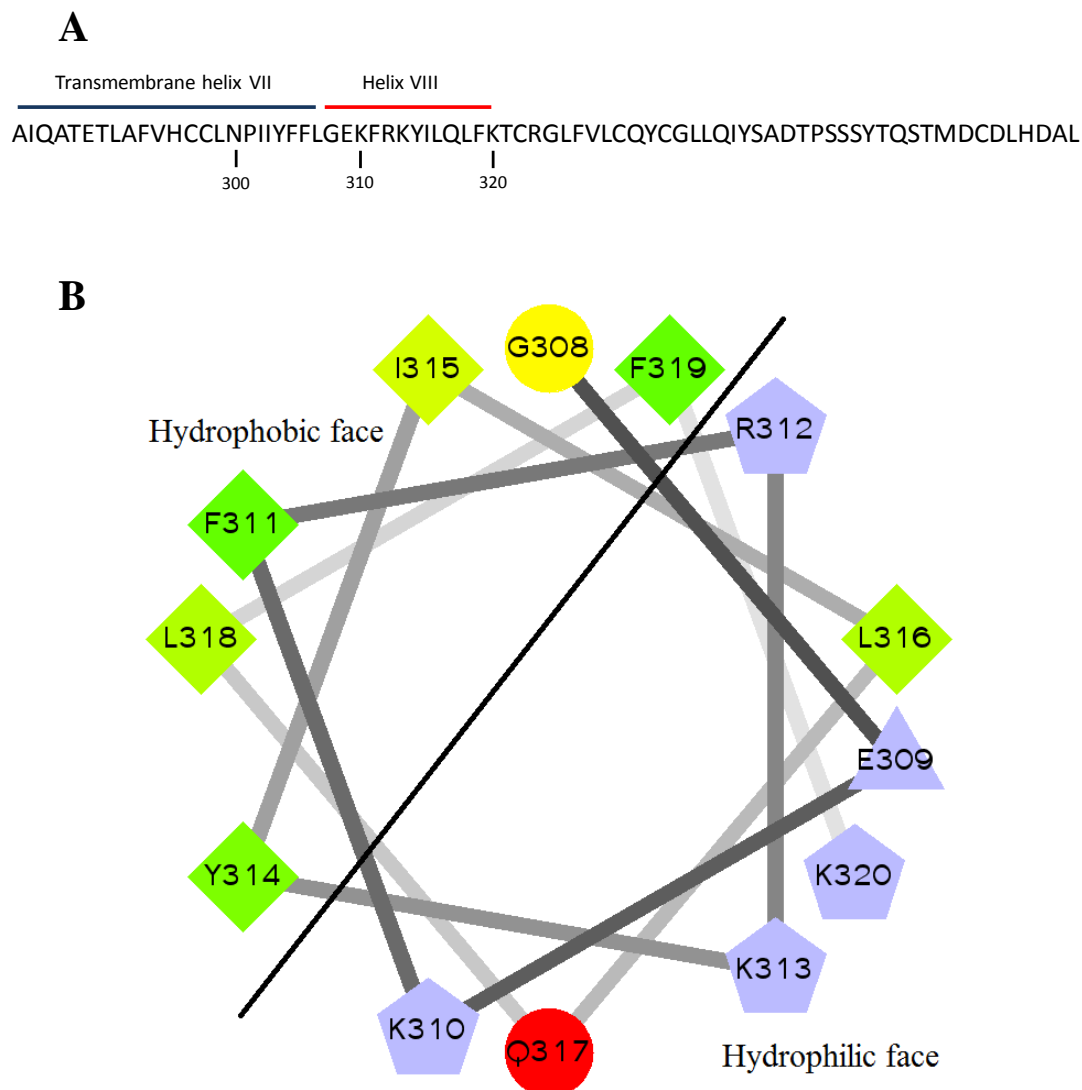 A
Transmembrane helix VII Helix VIII
AIQATETLAFVHCCLNPIIYFFLGEKFRKYILQLFKTCRGLFVLCQYCGLLQIYSADTPSSSYTQSTMDCDLHDAL
300 310 320
B
G308
I315 F319
R312
Hydrophobic face
F311
L318 L316
E309
Y314 K320
K313
K310
Q317
Hydrophilic face